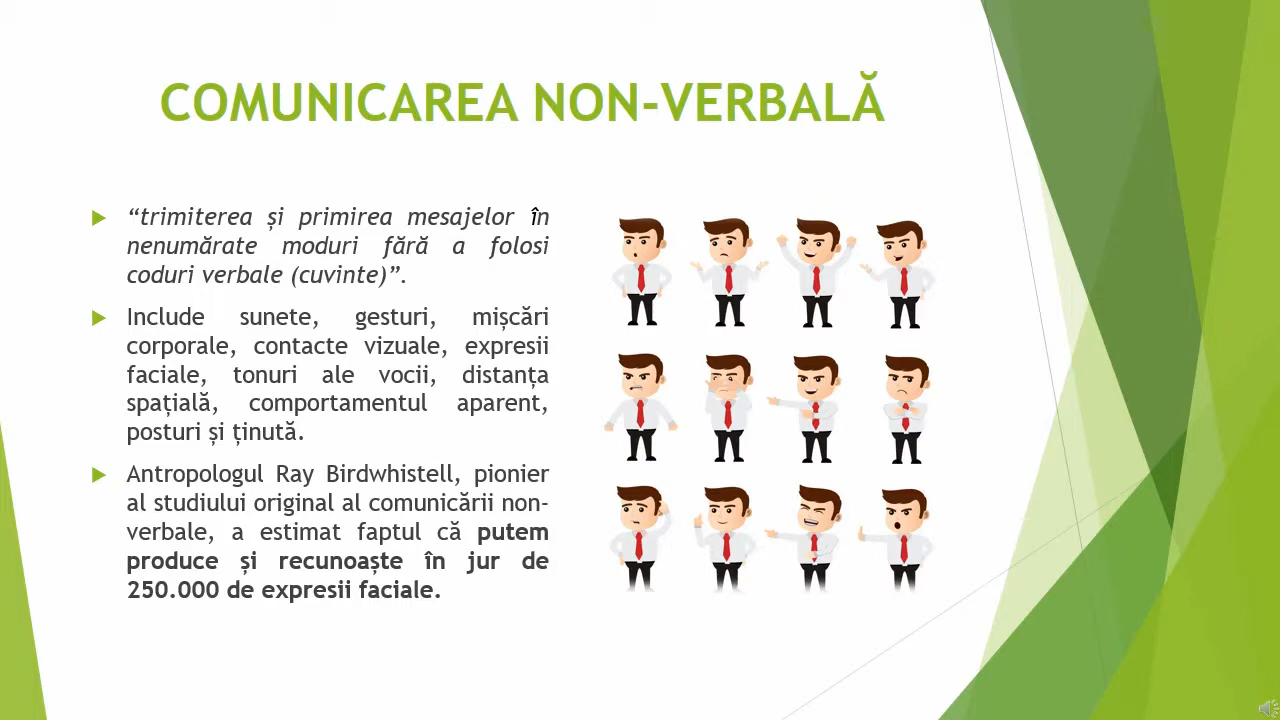 COMUNICAREA NON-VERBALĂ
“trimiterea și primirea mesajelor în
nenumărate moduri fără a folosi
coduri verbale (cuvinte)”.
Include sunete, gesturi, mișcări
corporale, contacte vizuale, expresii
faciale, tonuri ale vocii, distanța
spațială, comportamentul aparent,
posturi și ținută.
Antropologul Ray Birdwhistell, pionier
al studiului original al comunicării non-
verbale, a estimat faptul că putem
produce și recunoaște în jur de
250.000 de expresii faciale.